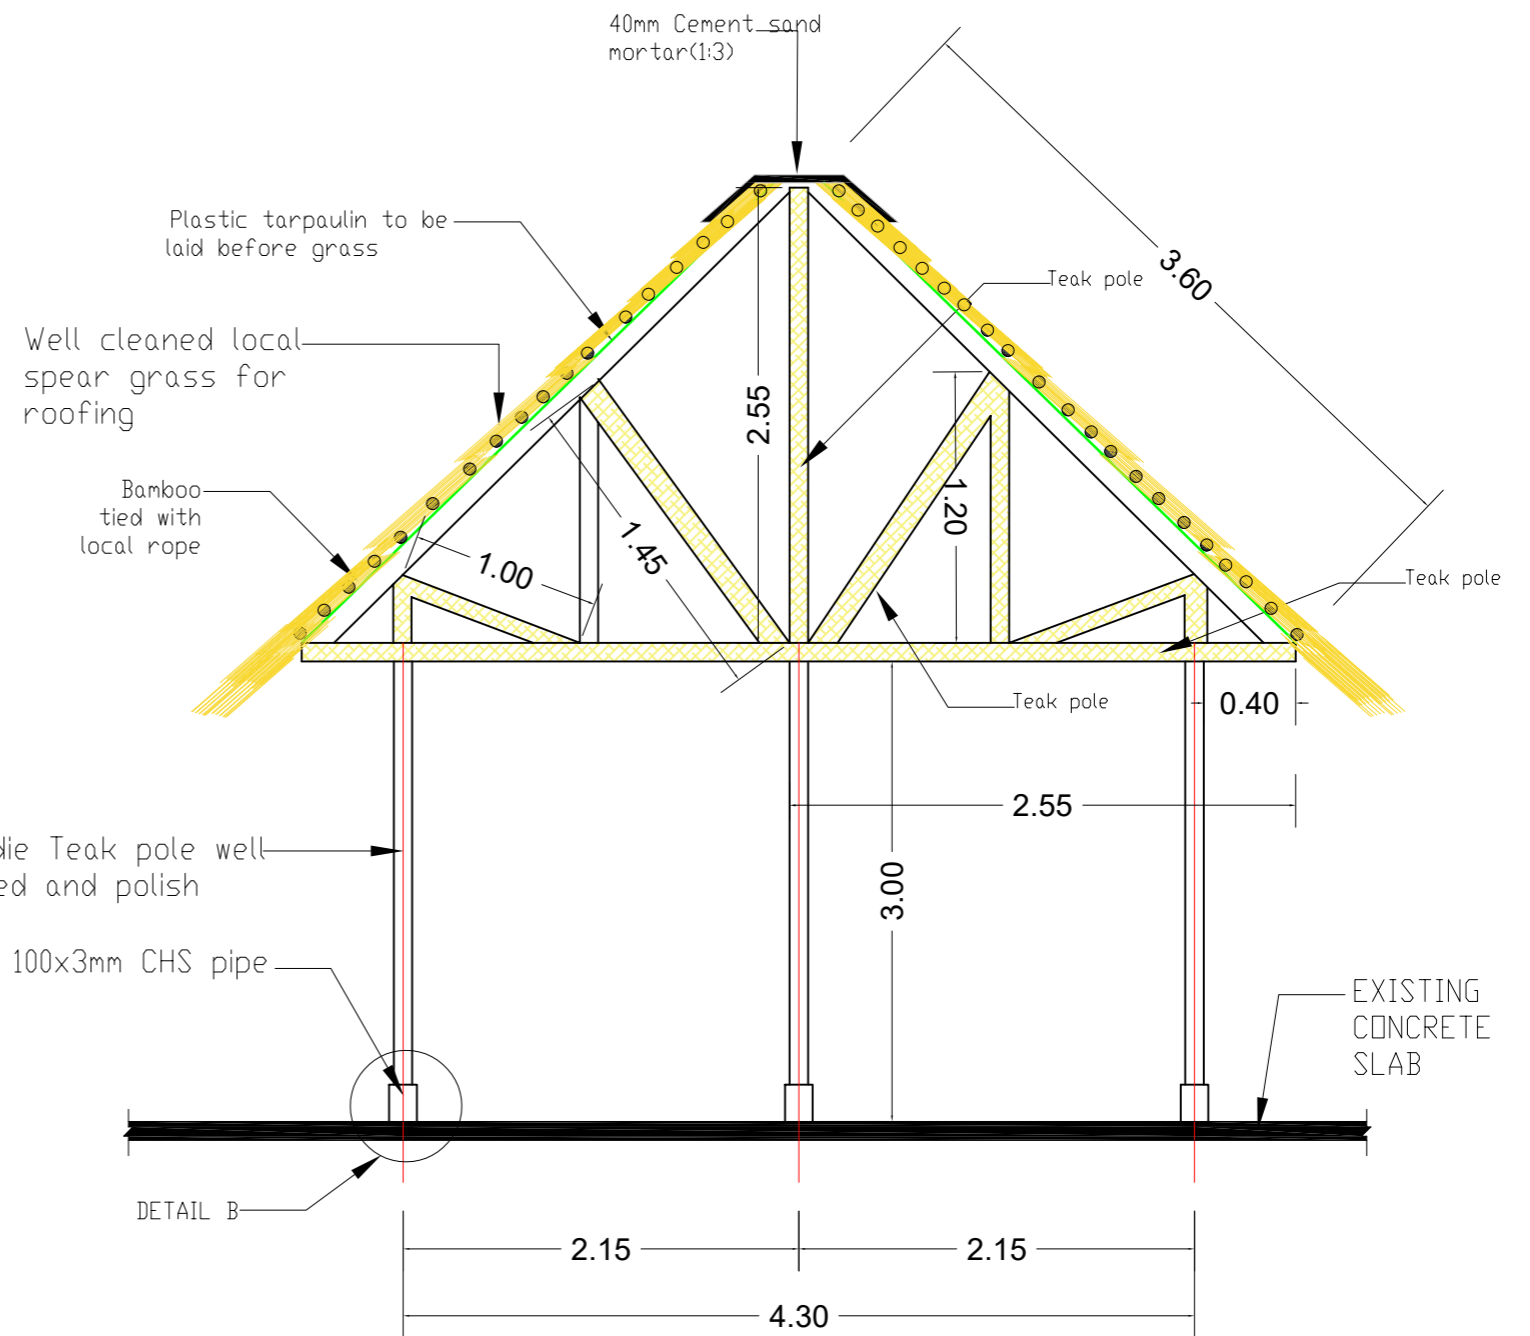 40mm Cement sand
mortar(1:3)
3.60
Plastic tarpaulin to be
laid before grass
Teak pole
Well cleaned local
spear grass for
roofing
2.55
1.20
Bamboo
tied with
local rope
1.45
1.00
Teak pole
Teak pole
0.40
2.55
die Teak pole well
ed and polish
3.00
100x3mm CHS pipe
EXISTING
CONCRETE
SLAB
DETAIL B
2.15
2.15
4.30